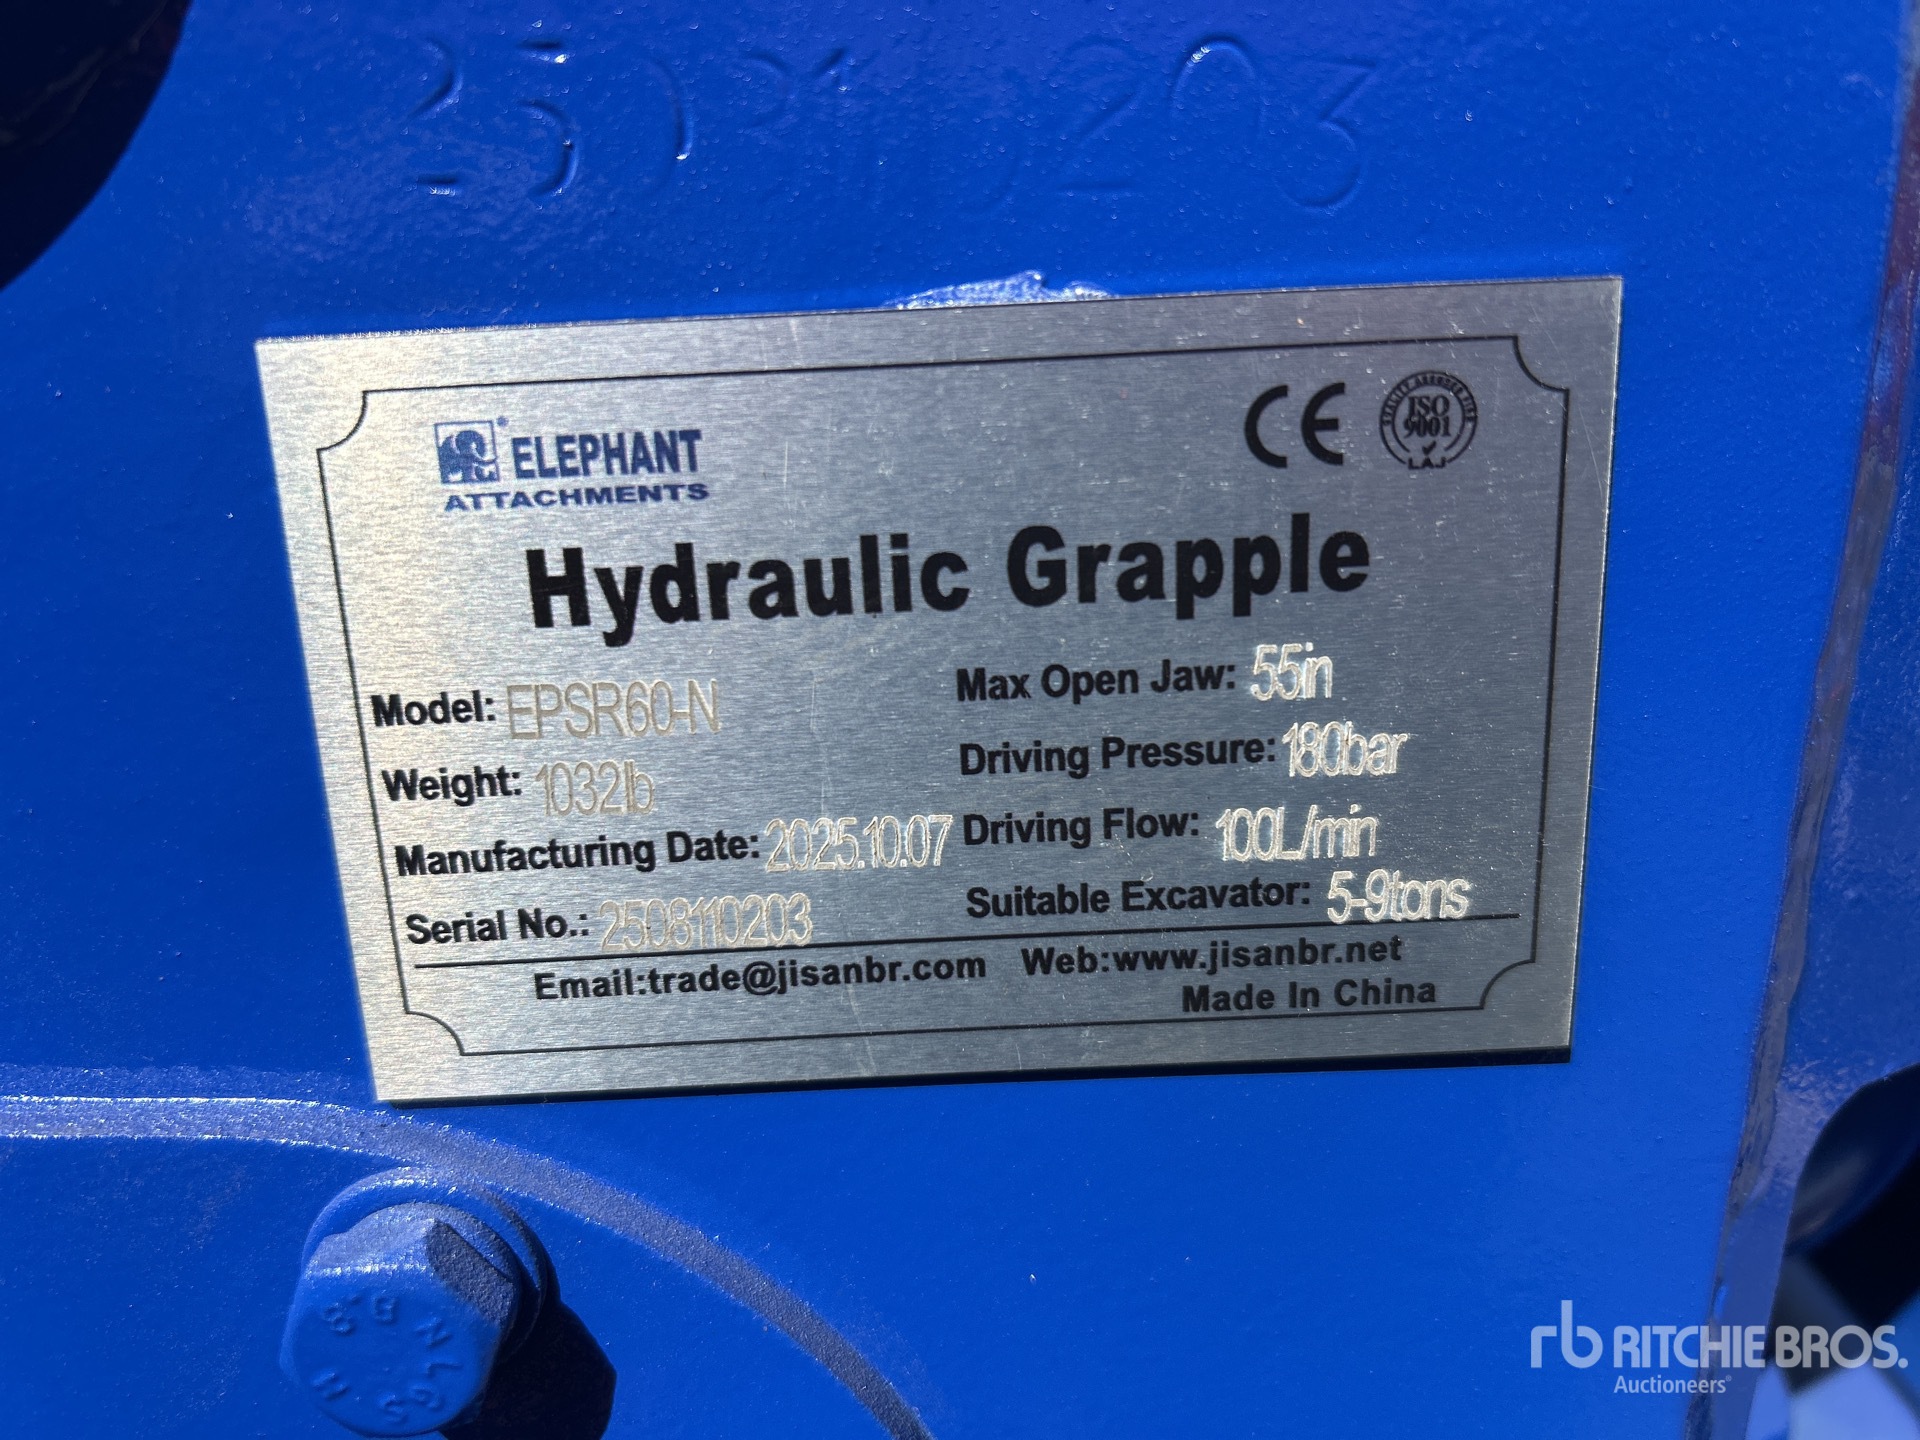 ELEPHANT
ATTACHMENTS
CE
ISO
9001
Hydraulic Grapple
Model: EPSR60-N
Max Open Jaw: 55in
Weight: 1032lb
Driving Pressure: 180bar
Manufacturing Date: 2025.10.07
Driving Flow: 100L/min
Serial No.: 2508110203
Suitable Excavator: 5-9tons
Email:trade@jisanbr.com Web:www.jisanbr.net
Made In China
rb RITCHIE BROS.
Auctioneers